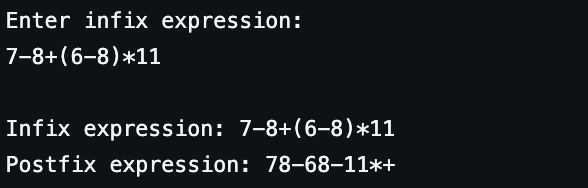 Enter infix expression:
7-8+(6-8)*11
Infix expression: 7-8+(6-8)*11
Postfix expression: 78-68-11*+